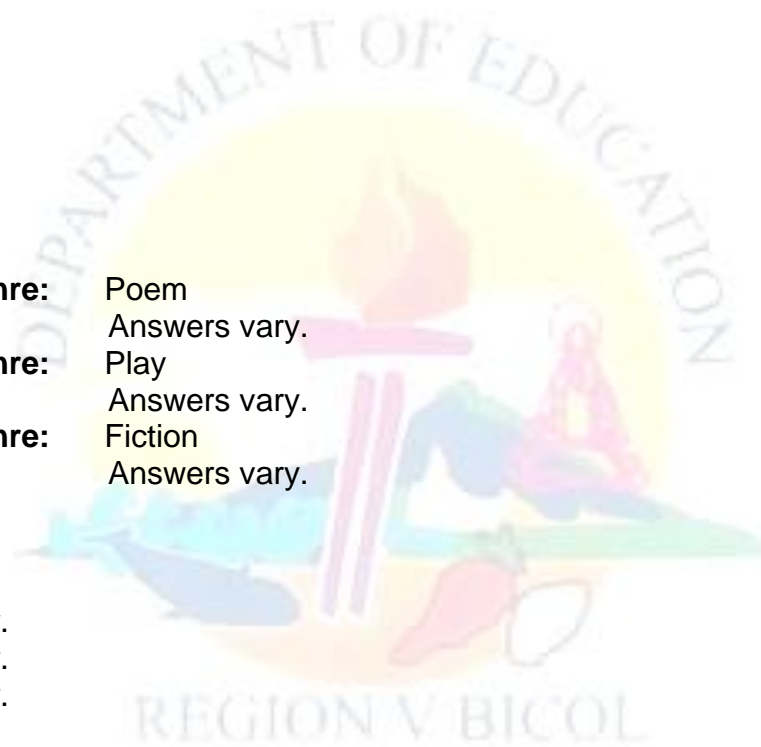 DEPARTMENT OF EDUCATION
nre: Poem
Answers vary.
nre: Play
Answers vary.
nre: Fiction
Answers vary.
.
.
.
REGION V BICOL